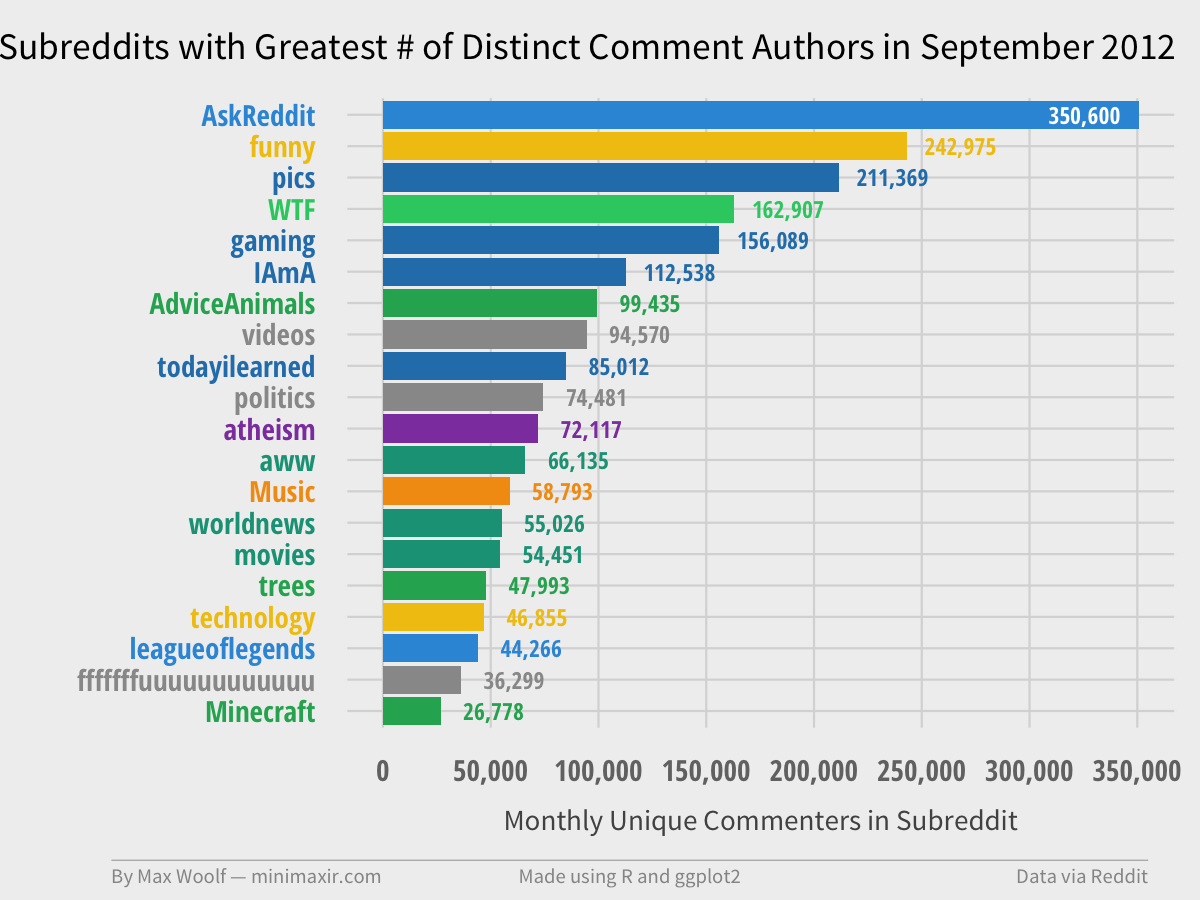 Subreddits with Greatest # of Distinct Comment Authors in September 2012
AskReddit 350,600
funny 242,975
pics 211,369
WTF 162,907
gaming 156,089
IAmA 112,538
AdviceAnimals 99,435
videos 94,570
todayilearned 85,012
politics 74,481
atheism 72,117
aww 66,135
Music 58,793
worldnews 55,026
movies 54,451
trees 47,993
technology 46,855
leagueoflegends 44,266
fffffffuuuuuuuuuuuu 36,299
Minecraft 26,778
0 50,000 100,000 150,000 200,000 250,000 300,000 350,000
Monthly Unique Commenters in Subreddit
By Max Woolf — minimaxir.com Made using R and ggplot2 Data via Reddit